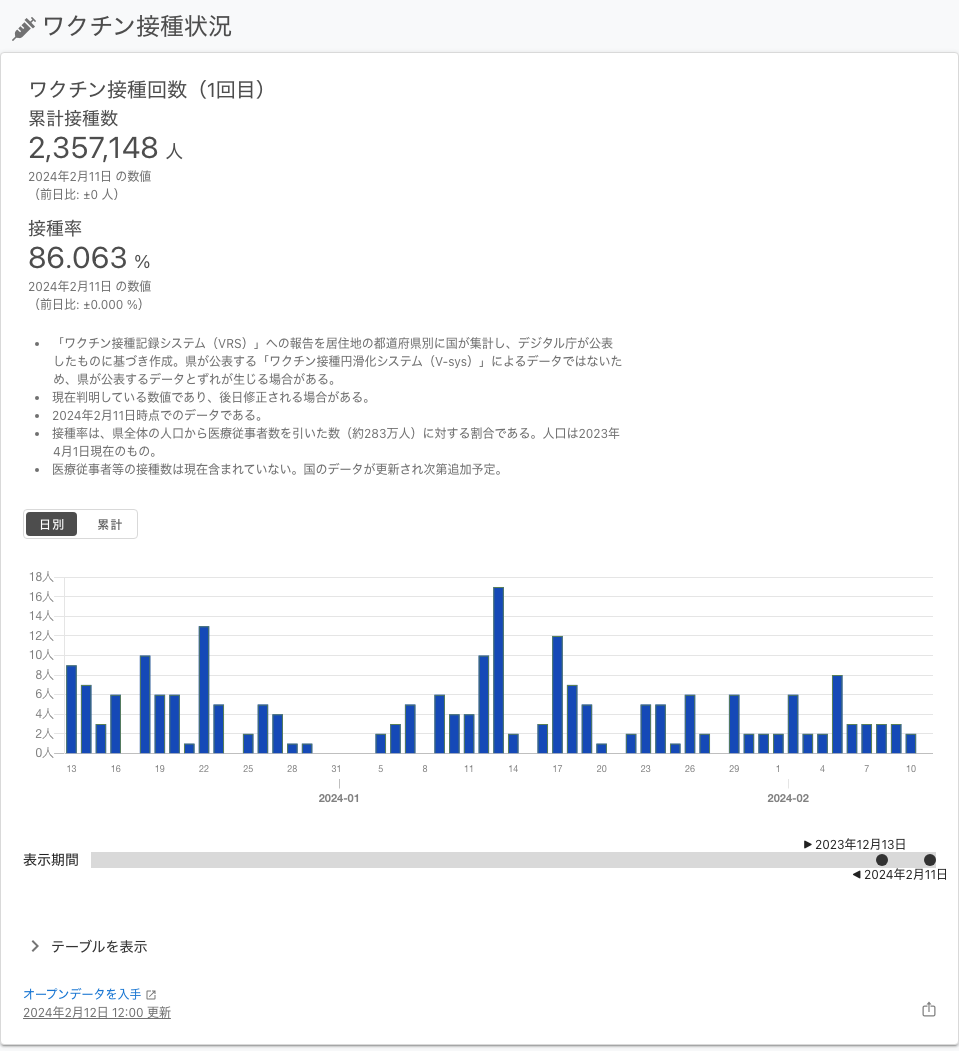 ワクチン接種状況
ワクチン接種回数（1回目）
累計接種数
2,357,148 人
2024年2月11日 の数値
（前日比: ±0 人）
接種率
86.063 %
2024年2月11日 の数値
（前日比: ±0.000 %）
• 「ワクチン接種記録システム（VRS）」への報告を居住地の都道府県別に国が集計し、デジタル庁が公表
したものに基づき作成。県が公表する「ワクチン接種円滑化システム（V-sys）」によるデータではないた
め、県が公表するデータとずれが生じる場合がある。
• 現在判明している数値であり、後日修正される場合がある。
• 2024年2月11日時点でのデータである。
• 接種率は、県全体の人口から医療従事者数を引いた数（約283万人）に対する割合である。人口は2023年
4月1日現在のもの。
• 医療従事者等の接種数は現在含まれていない。国のデータが更新され次第追加予定。
日別 累計
18人
16人
14人
12人
10人
8人
6人
4人
2人
0人
13 16 19 22 25 28 31 5 8 11 14 17 20 23 26 29 1 4 7 10
2024-01 2024-02
▶ 2023年12月13日
表示期間
◀ 2024年2月11日
テーブルを表示
オープンデータを入手
2024年2月12日 12:00 更新